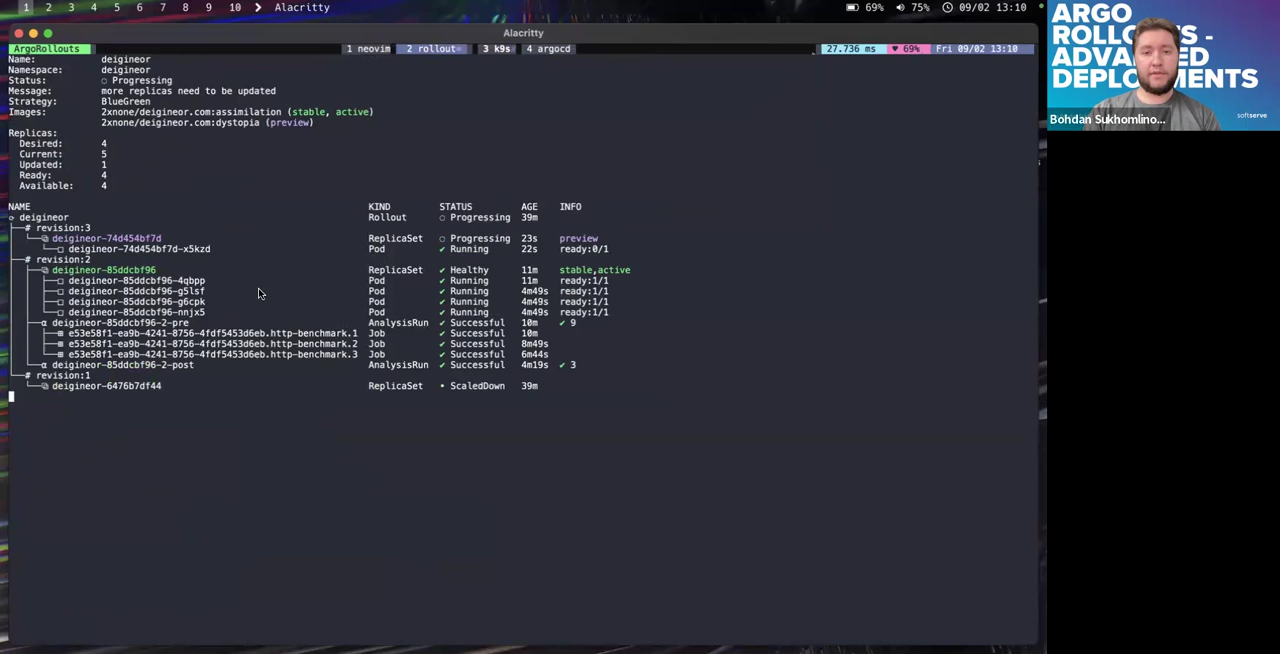 1 2 3 4 5 6 7 8 9 10 Alacritty 69% 75% 09/02 13:10
Alacritty
ArgoRollouts 1 neovim 2 rollout 3 k9s 4 argocd 27.736 ms ♥ 69% Fri 09/02 13:10
Name: deigineor
Namespace: deigineor
Status: ○ Progressing
Message: more replicas need to be updated
Strategy: BlueGreen
Images: 2xnone/deigineor.com:assimilation (stable, active)
2xnone/deigineor.com:dystopia (preview)
Replicas:
Desired: 4
Current: 5
Updated: 1
Ready: 4
Available: 4
NAME KIND STATUS AGE INFO
⟳ deigineor Rollout ○ Progressing 39m
├──# revision:3
│ └──⧉ deigineor-74d454bf7d ReplicaSet ○ Progressing 23s preview
│ └──□ deigineor-74d454bf7d-x5kzd Pod ✔ Running 22s ready:0/1
├──# revision:2
│ ├──⧉ deigineor-85ddcbf96 ReplicaSet ✔ Healthy 11m stable,active
│ │ ├──□ deigineor-85ddcbf96-4qbpp Pod ✔ Running 11m ready:1/1
│ │ ├──□ deigineor-85ddcbf96-g5lsf Pod ✔ Running 4m49s ready:1/1
│ │ ├──□ deigineor-85ddcbf96-g6cpk Pod ✔ Running 4m49s ready:1/1
│ │ └──□ deigineor-85ddcbf96-nnjx5 Pod ✔ Running 4m49s ready:1/1
│ ├──α deigineor-85ddcbf96-2-pre AnalysisRun ✔ Successful 10m ✔ 9
│ │ ├──⊞ e53e58f1-ea9b-4241-8756-4fdf5453d6eb.http-benchmark.1 Job ✔ Successful 10m
│ │ ├──⊞ e53e58f1-ea9b-4241-8756-4fdf5453d6eb.http-benchmark.2 Job ✔ Successful 8m49s
│ │ └──⊞ e53e58f1-ea9b-4241-8756-4fdf5453d6eb.http-benchmark.3 Job ✔ Successful 6m44s
│ └──α deigineor-85ddcbf96-2-post AnalysisRun ✔ Successful 4m19s ✔ 3
└──# revision:1
└──⧉ deigineor-6476b7df44 ReplicaSet • ScaledDown 39m
ARGO
ROLLOUTS -
ADVANCED
DEPLOYMENTS
softserve
Bohdan Sukhomlino...